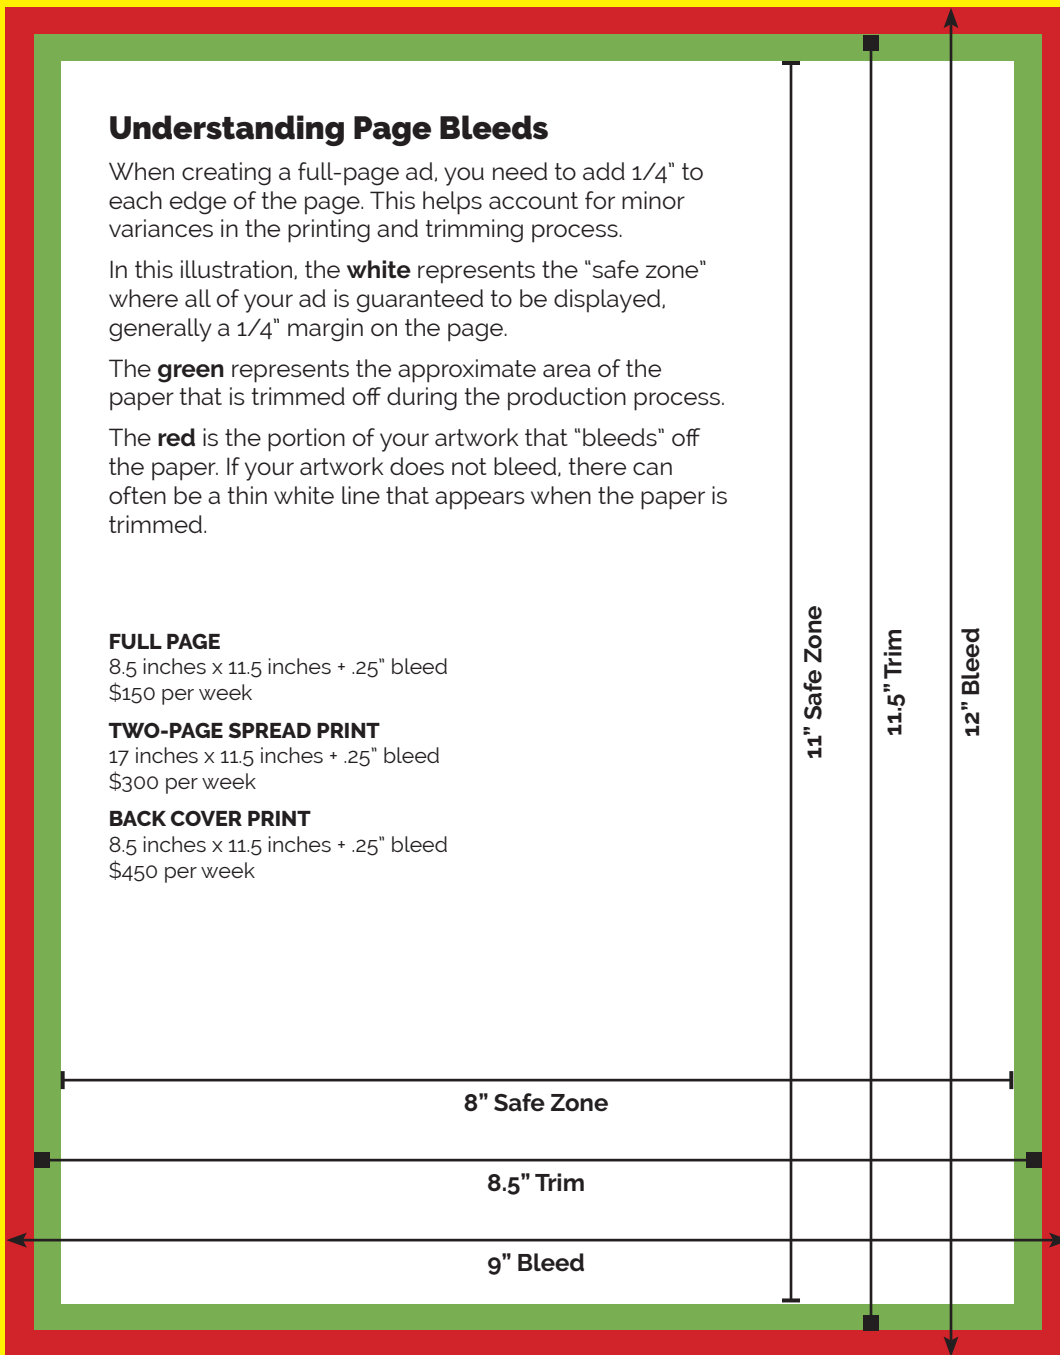 Understanding Page Bleeds
When creating a full-page ad, you need to add 1/4” to
each edge of the page. This helps account for minor
variances in the printing and trimming process.
In this illustration, the white represents the “safe zone”
where all of your ad is guaranteed to be displayed,
generally a 1/4” margin on the page.
The green represents the approximate area of the
paper that is trimmed off during the production process.
The red is the portion of your artwork that “bleeds” off
the paper. If your artwork does not bleed, there can
often be a thin white line that appears when the paper is
trimmed.
FULL PAGE
8.5 inches x 11.5 inches + .25” bleed
$150 per week
TWO-PAGE SPREAD PRINT
17 inches x 11.5 inches + .25” bleed
$300 per week
BACK COVER PRINT
8.5 inches x 11.5 inches + .25” bleed
$450 per week
11” Safe Zone
11.5” Trim
12” Bleed
8” Safe Zone
8.5” Trim
9” Bleed